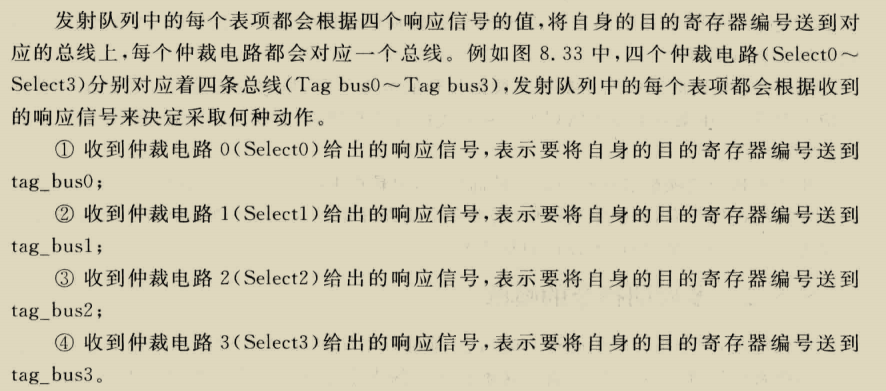 发射队列中的每个表项都会根据四个响应信号的值,将自身的目的寄存器编号送到对
应的总线上,每个仲裁电路都会对应一个总线。例如图 8.33 中,四个仲裁电路(Select0～
Select3)分别对应着四条总线(Tag bus0～Tag bus3),发射队列中的每个表项都会根据收到
的响应信号来决定采取何种动作。
① 收到仲裁电路 0(Select0)给出的响应信号,表示要将自身的目的寄存器编号送到
tag_bus0;
② 收到仲裁电路 1(Select1)给出的响应信号,表示要将自身的目的寄存器编号送到
tag_bus1;
③ 收到仲裁电路 2(Select2)给出的响应信号,表示要将自身的目的寄存器编号送到
tag_bus2;
④ 收到仲裁电路 3(Select3)给出的响应信号,表示要将自身的目的寄存器编号送到
tag_bus3。